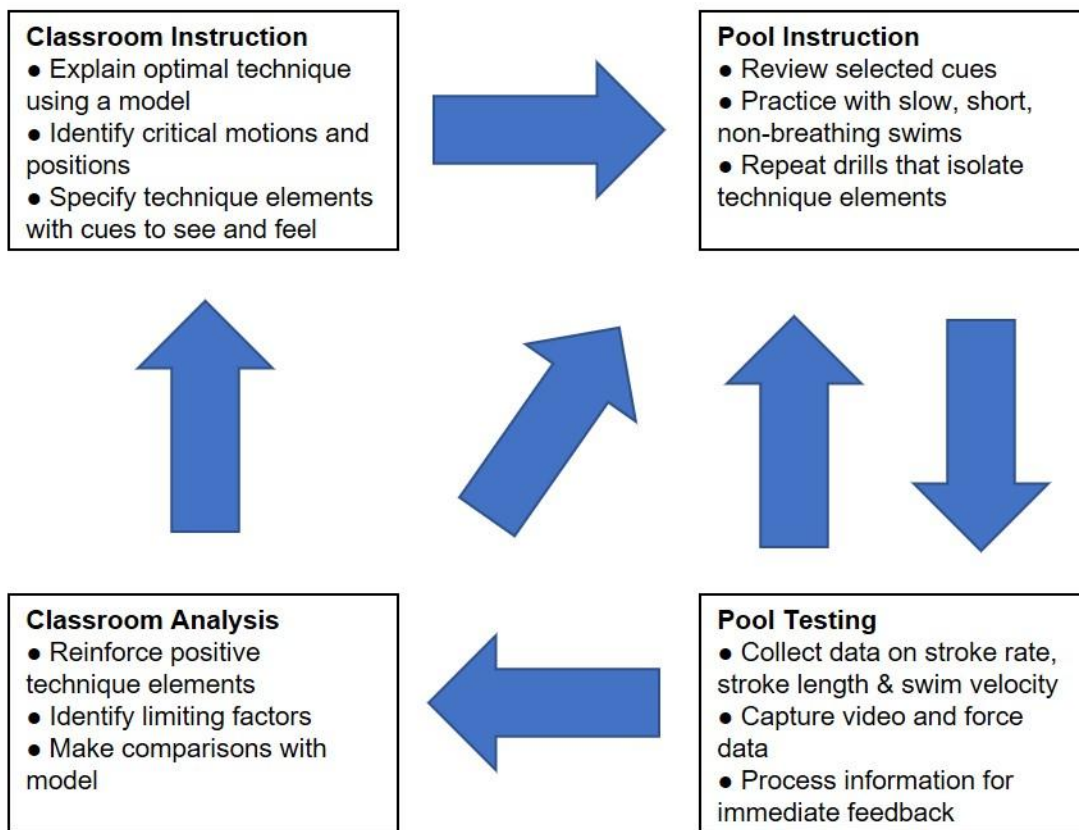 Classroom Instruction
● Explain optimal technique
using a model
● Identify critical motions and
positions
● Specify technique elements
with cues to see and feel
Pool Instruction
● Review selected cues
● Practice with slow, short,
non-breathing swims
● Repeat drills that isolate
technique elements
Classroom Analysis
● Reinforce positive
technique elements
● Identify limiting factors
● Make comparisons with
model
Pool Testing
● Collect data on stroke rate,
stroke length & swim velocity
● Capture video and force
data
● Process information for
immediate feedback